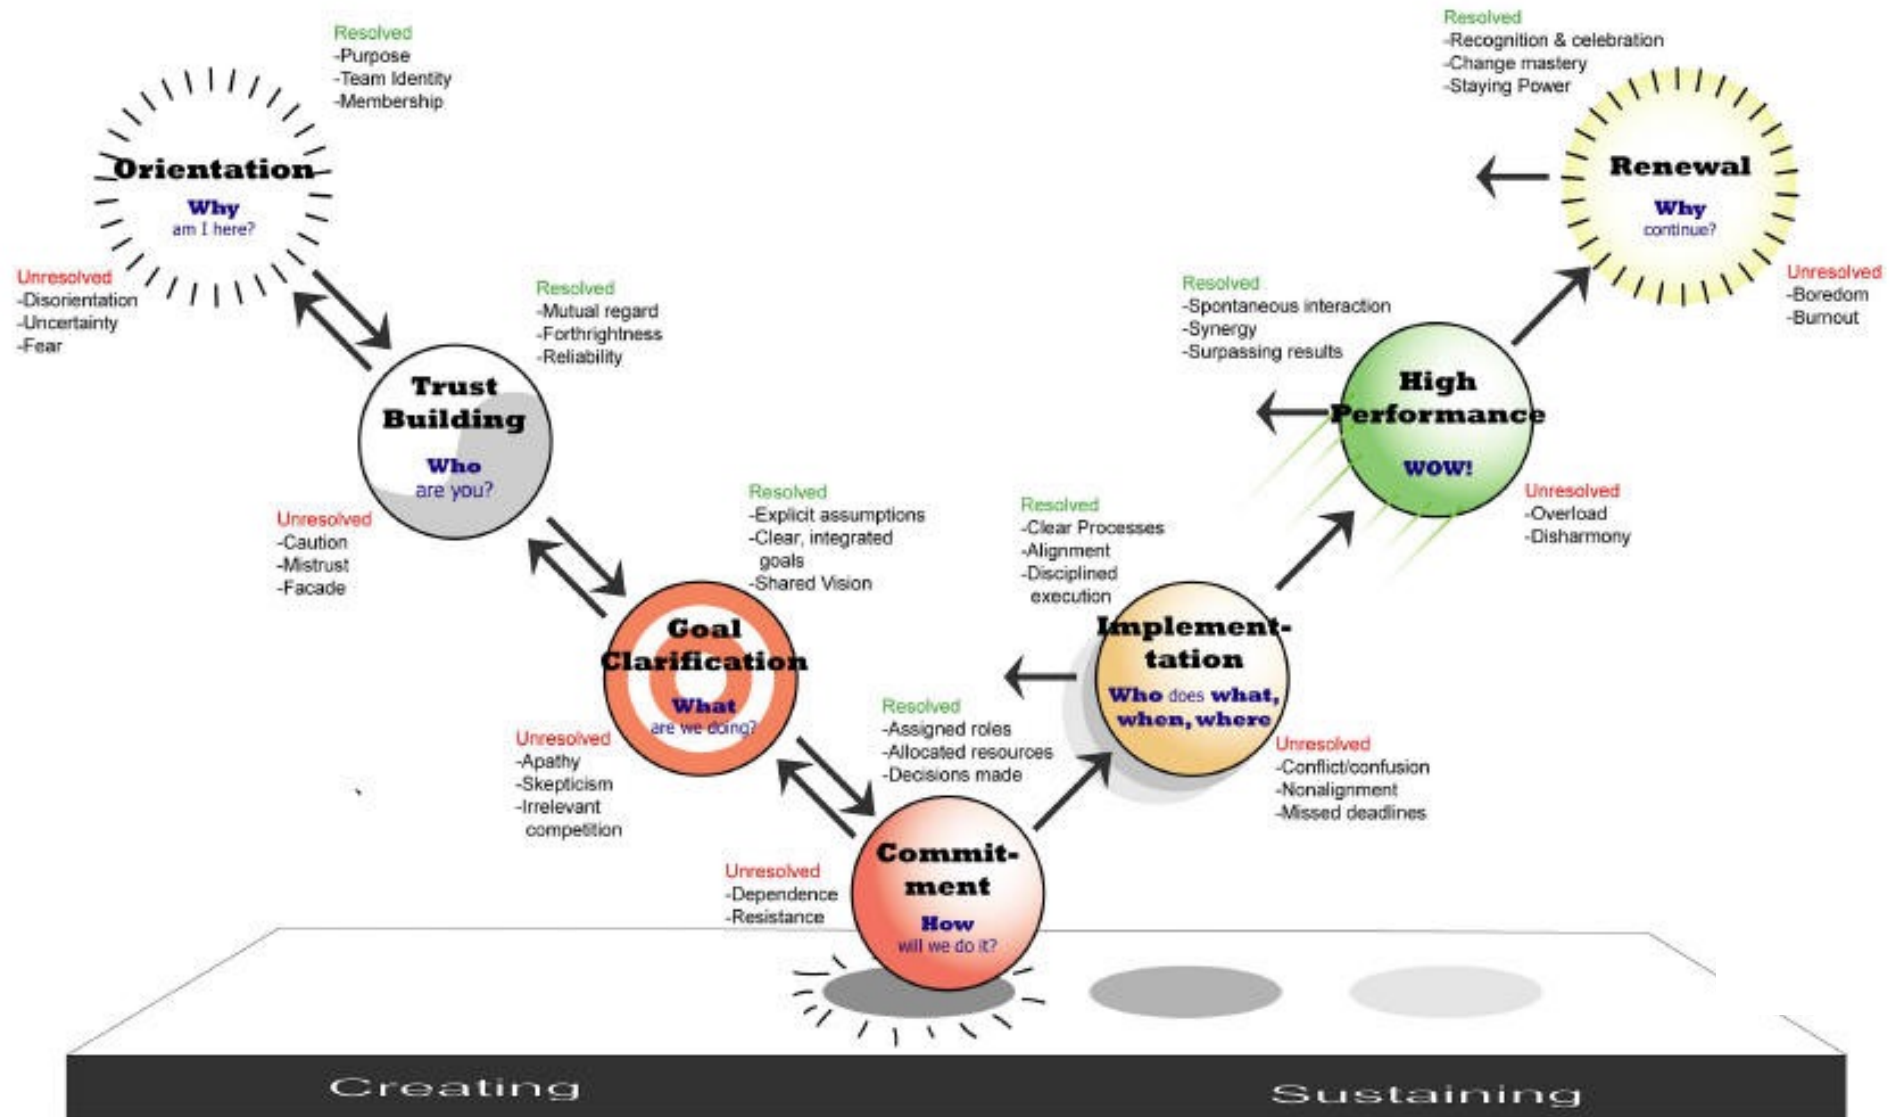 Resolved
-Purpose
-Team Identity
-Membership
Orientation
Why
am I here?
Unresolved
-Disorientation
-Uncertainty
-Fear
Resolved
-Mutual regard
-Forthrightness
-Reliability
Trust
Building
Who
are you?
Unresolved
-Caution
-Mistrust
-Facade
Resolved
-Explicit assumptions
-Clear, integrated
goals
-Shared Vision
Goal
Clarification
What
are we doing?
Unresolved
-Apathy
-Skepticism
-Irrelevant
competition
Resolved
-Assigned roles
-Allocated resources
-Decisions made
Commit-
ment
How
will we do it?
Unresolved
-Dependence
-Resistance
Resolved
-Clear Processes
-Alignment
-Disciplined
execution
Implement-
tation
Who does what,
when, where
Unresolved
-Conflict/confusion
-Nonalignment
-Missed deadlines
Resolved
-Spontaneous interaction
-Synergy
-Surpassing results
High
Performance
WOW!
Unresolved
-Overload
-Disharmony
Resolved
-Recognition & celebration
-Change mastery
-Staying Power
Renewal
Why
continue?
Unresolved
-Boredom
-Burnout
Creating
Sustaining